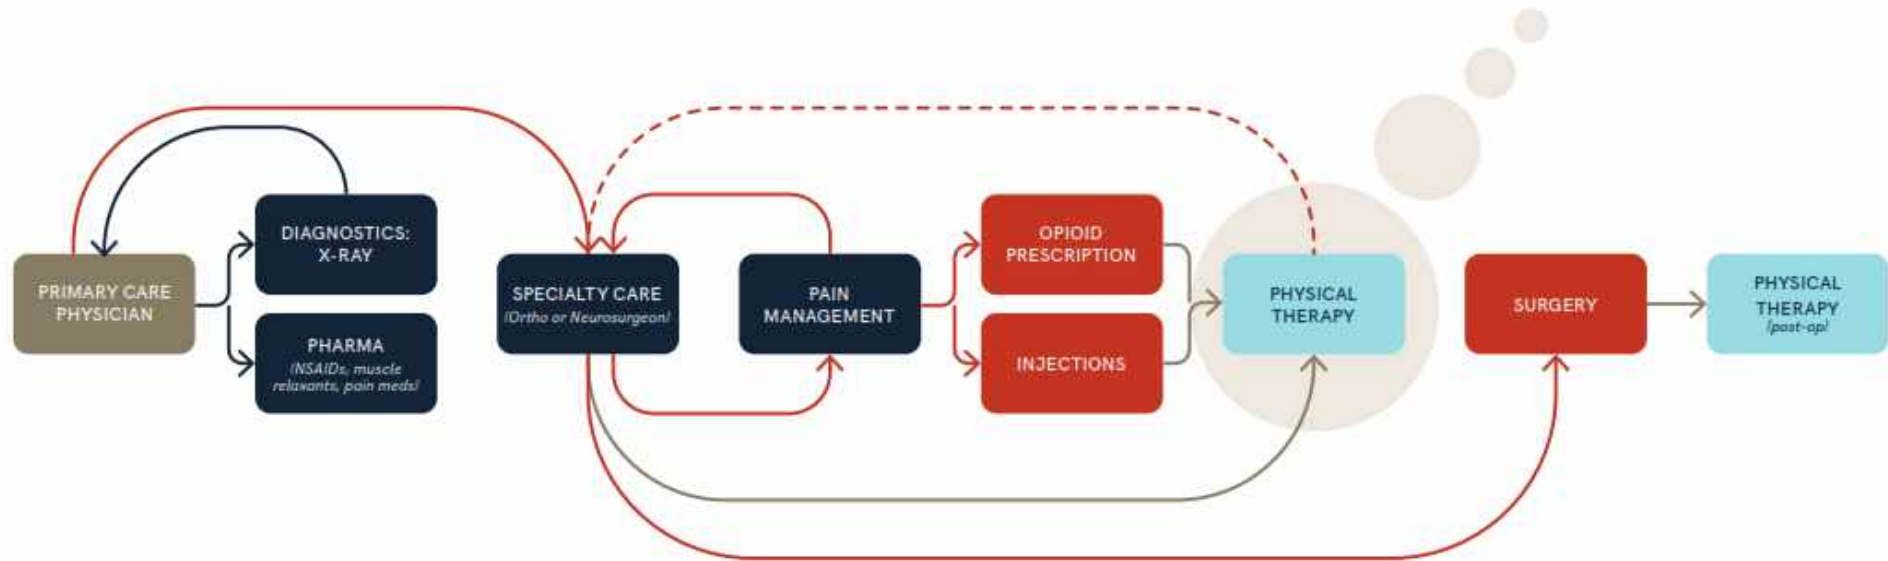 PRIMARY CARE
PHYSICIAN
DIAGNOSTICS:
X-RAY
PHARMA
(NSAIDs, muscle
relaxants, pain meds)
SPECIALTY CARE
(Ortho or Neurosurgeon)
PAIN
MANAGEMENT
OPIOID
PRESCRIPTION
INJECTIONS
PHYSICAL
THERAPY
SURGERY
PHYSICAL
THERAPY
(post-op)